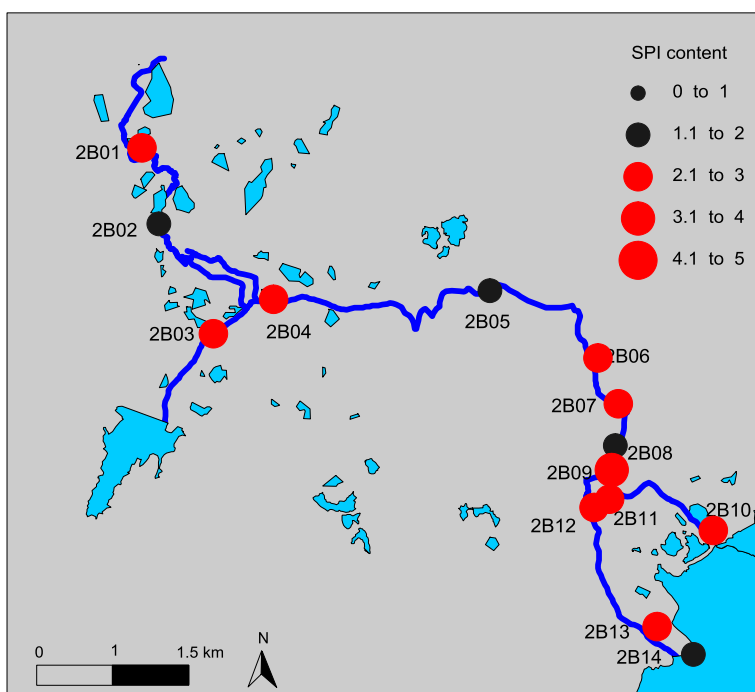 SPI content
0 to 1
1.1 to 2
2.1 to 3
3.1 to 4
4.1 to 5
2B01
2B02
2B03
2B04
2B05
2B06
2B07
2B08
2B09
2B10
2B11
2B12
2B13
2B14
0 1 1.5 km
N